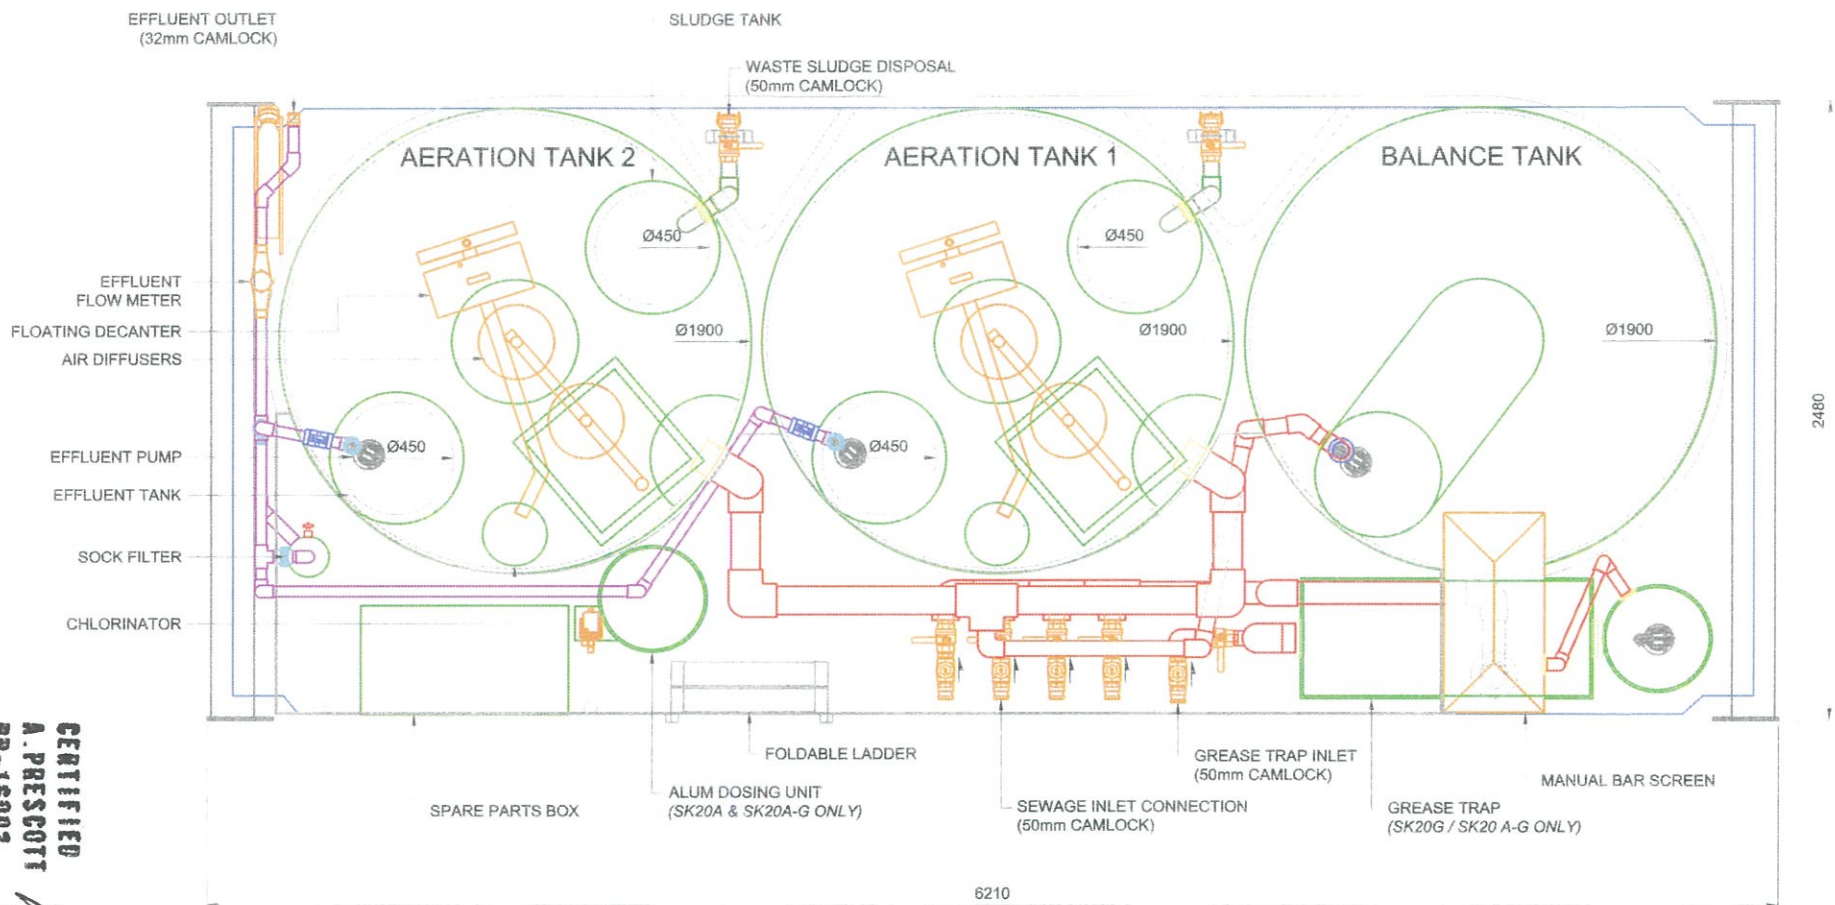 EFFLUENT OUTLET
(32mm CAMLOCK)
SLUDGE TANK
WASTE SLUDGE DISPOSAL
(50mm CAMLOCK)
AERATION TANK 2
AERATION TANK 1
BALANCE TANK
Ø450
Ø450
EFFLUENT
FLOW METER
FLOATING DECANTER
AIR DIFFUSERS
Ø1900
Ø1900
Ø1900
2480
EFFLUENT PUMP
Ø450
Ø450
EFFLUENT TANK
SOCK FILTER
CHLORINATOR
FOLDABLE LADDER
GREASE TRAP INLET
(50mm CAMLOCK)
MANUAL BAR SCREEN
ALUM DOSING UNIT
(SK20A & SK20A-G ONLY)
SPARE PARTS BOX
SEWAGE INLET CONNECTION
(50mm CAMLOCK)
GREASE TRAP
(SK20G / SK20 A-G ONLY)
6210
CERTIFIED
A.PRESCOTT